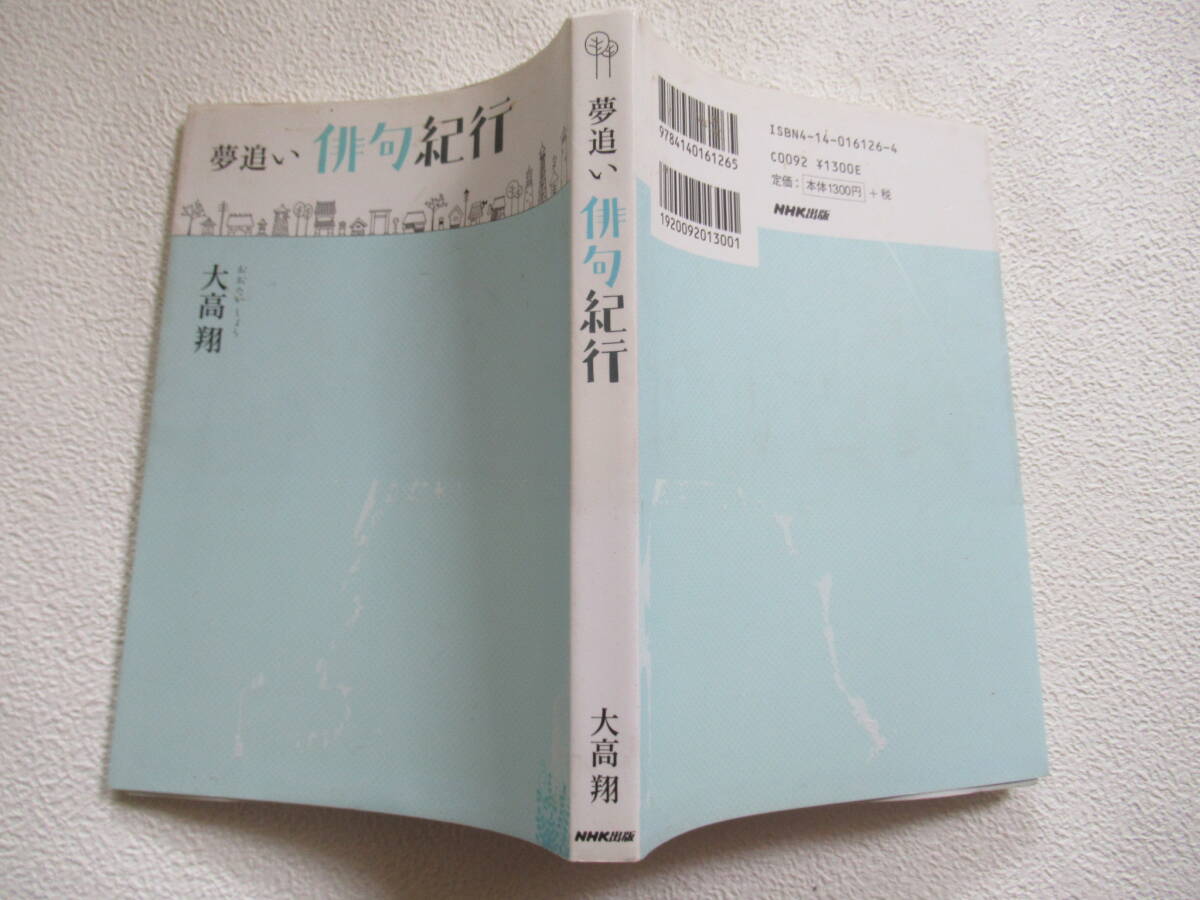 夢追い 俳句紀行
大高翔
おおたか しょう
夢追い 俳句紀行
大高翔
NHK出版
9784140161265
1920092013001
ISBN4-14-016126-4
C0092 ¥1300E
定価：本体1300円＋税
NHK出版